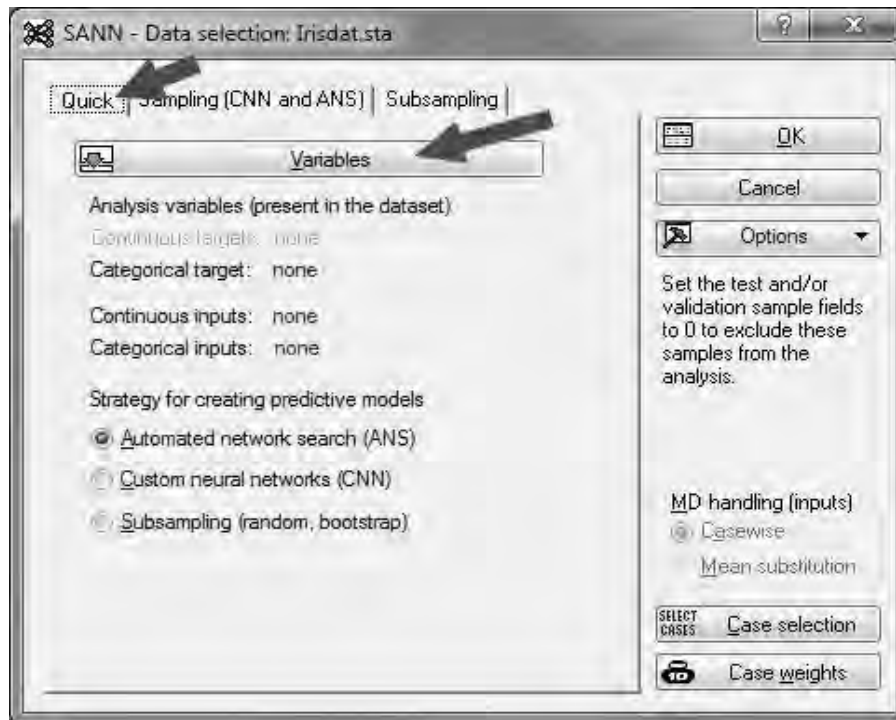 SANN - Data selection: Irisdat.sta
Quick
Sampling (CNN and ANS)
Subsampling
Variables
Analysis variables (present in the dataset)
Continuous targets: none
Categorical target: none
Continuous inputs: none
Categorical inputs: none
Strategy for creating predictive models
Automated network search (ANS)
Custom neural networks (CNN)
Subsampling (random, bootstrap)
OK
Cancel
Options
Set the test and/or
validation sample fields
to 0 to exclude these
samples from the
analysis.
MD handling (inputs)
Casewise
Mean substitution
SELECT
CASES
Case selection
Case weights